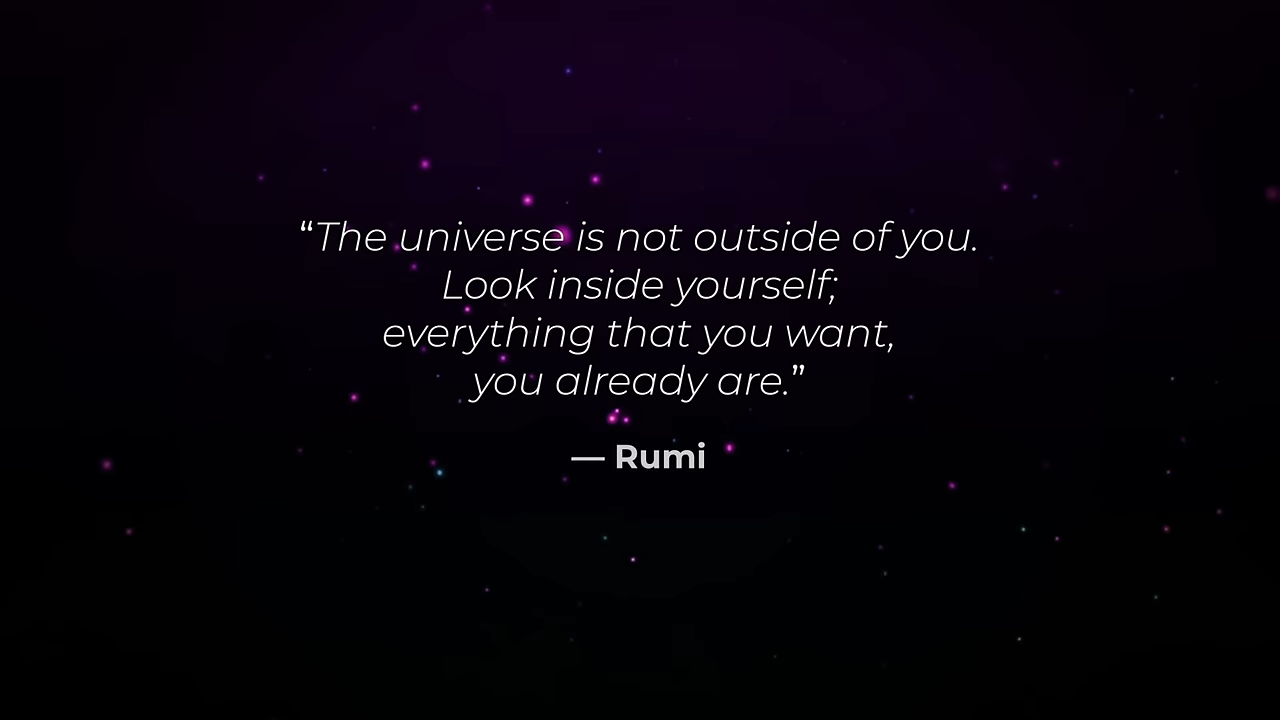 “The universe is not outside of you.
Look inside yourself;
everything that you want,
you already are.”
— Rumi